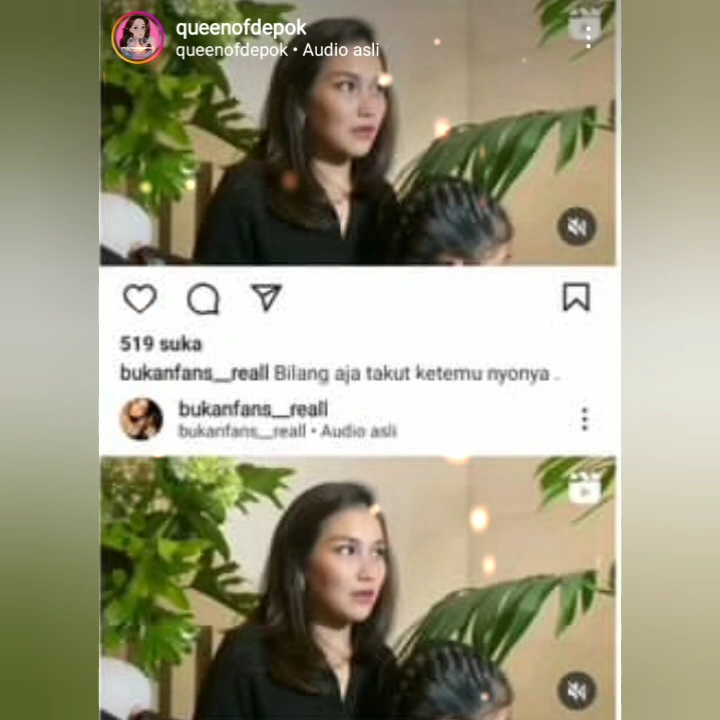 queenofdepok
queenofdepok • Audio asli
519 suka
bukanfans__reall Bilang aja takut ketemu nyonya .
bukanfans__reall
bukanfans__reall • Audio asli